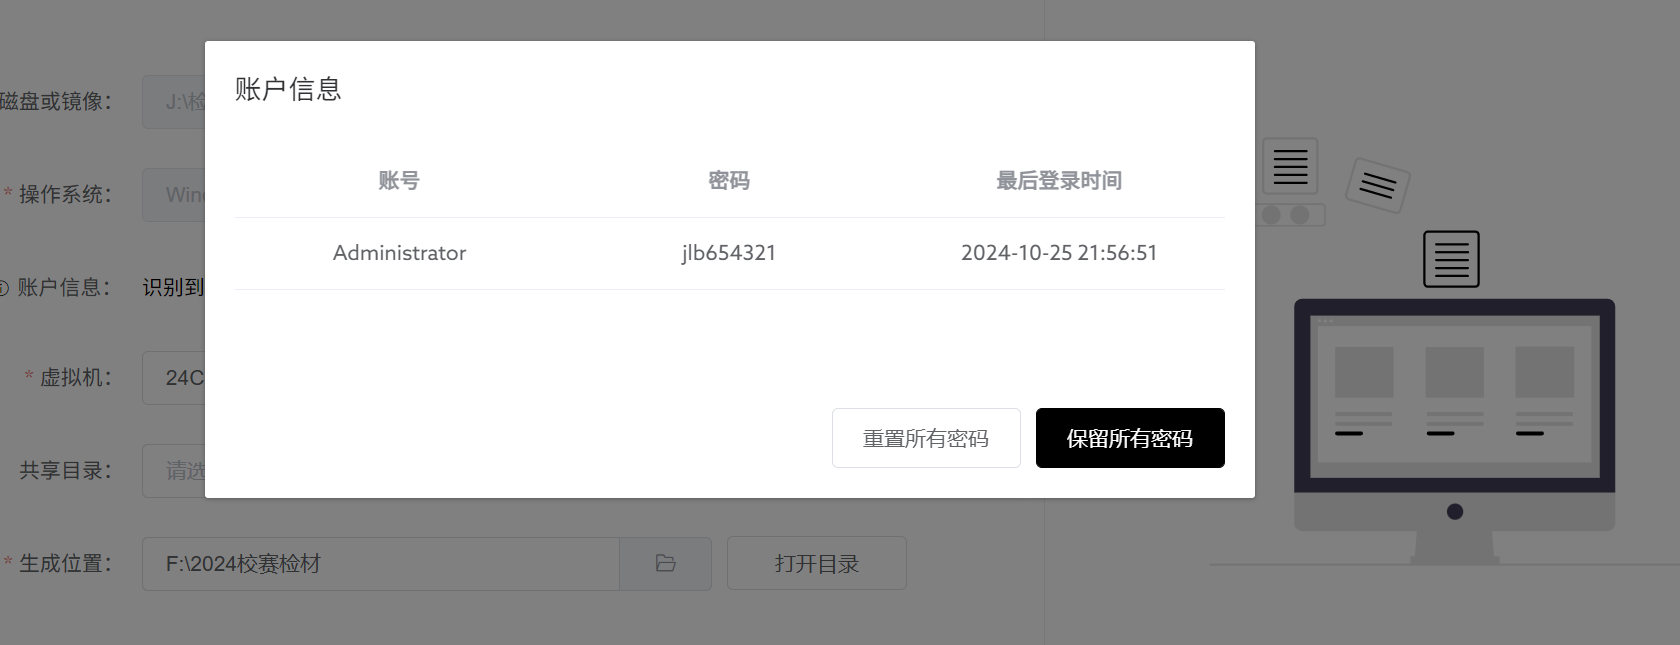 账户信息
账号 密码 最后登录时间
Administrator jlb654321 2024-10-25 21:56:51
重置所有密码 保留所有密码
磁盘或镜像： J:\检
* 操作系统： Wind
账户信息： 识别到
* 虚拟机： 24C
共享目录： 请选
* 生成位置： F:\2024校赛检材 打开目录